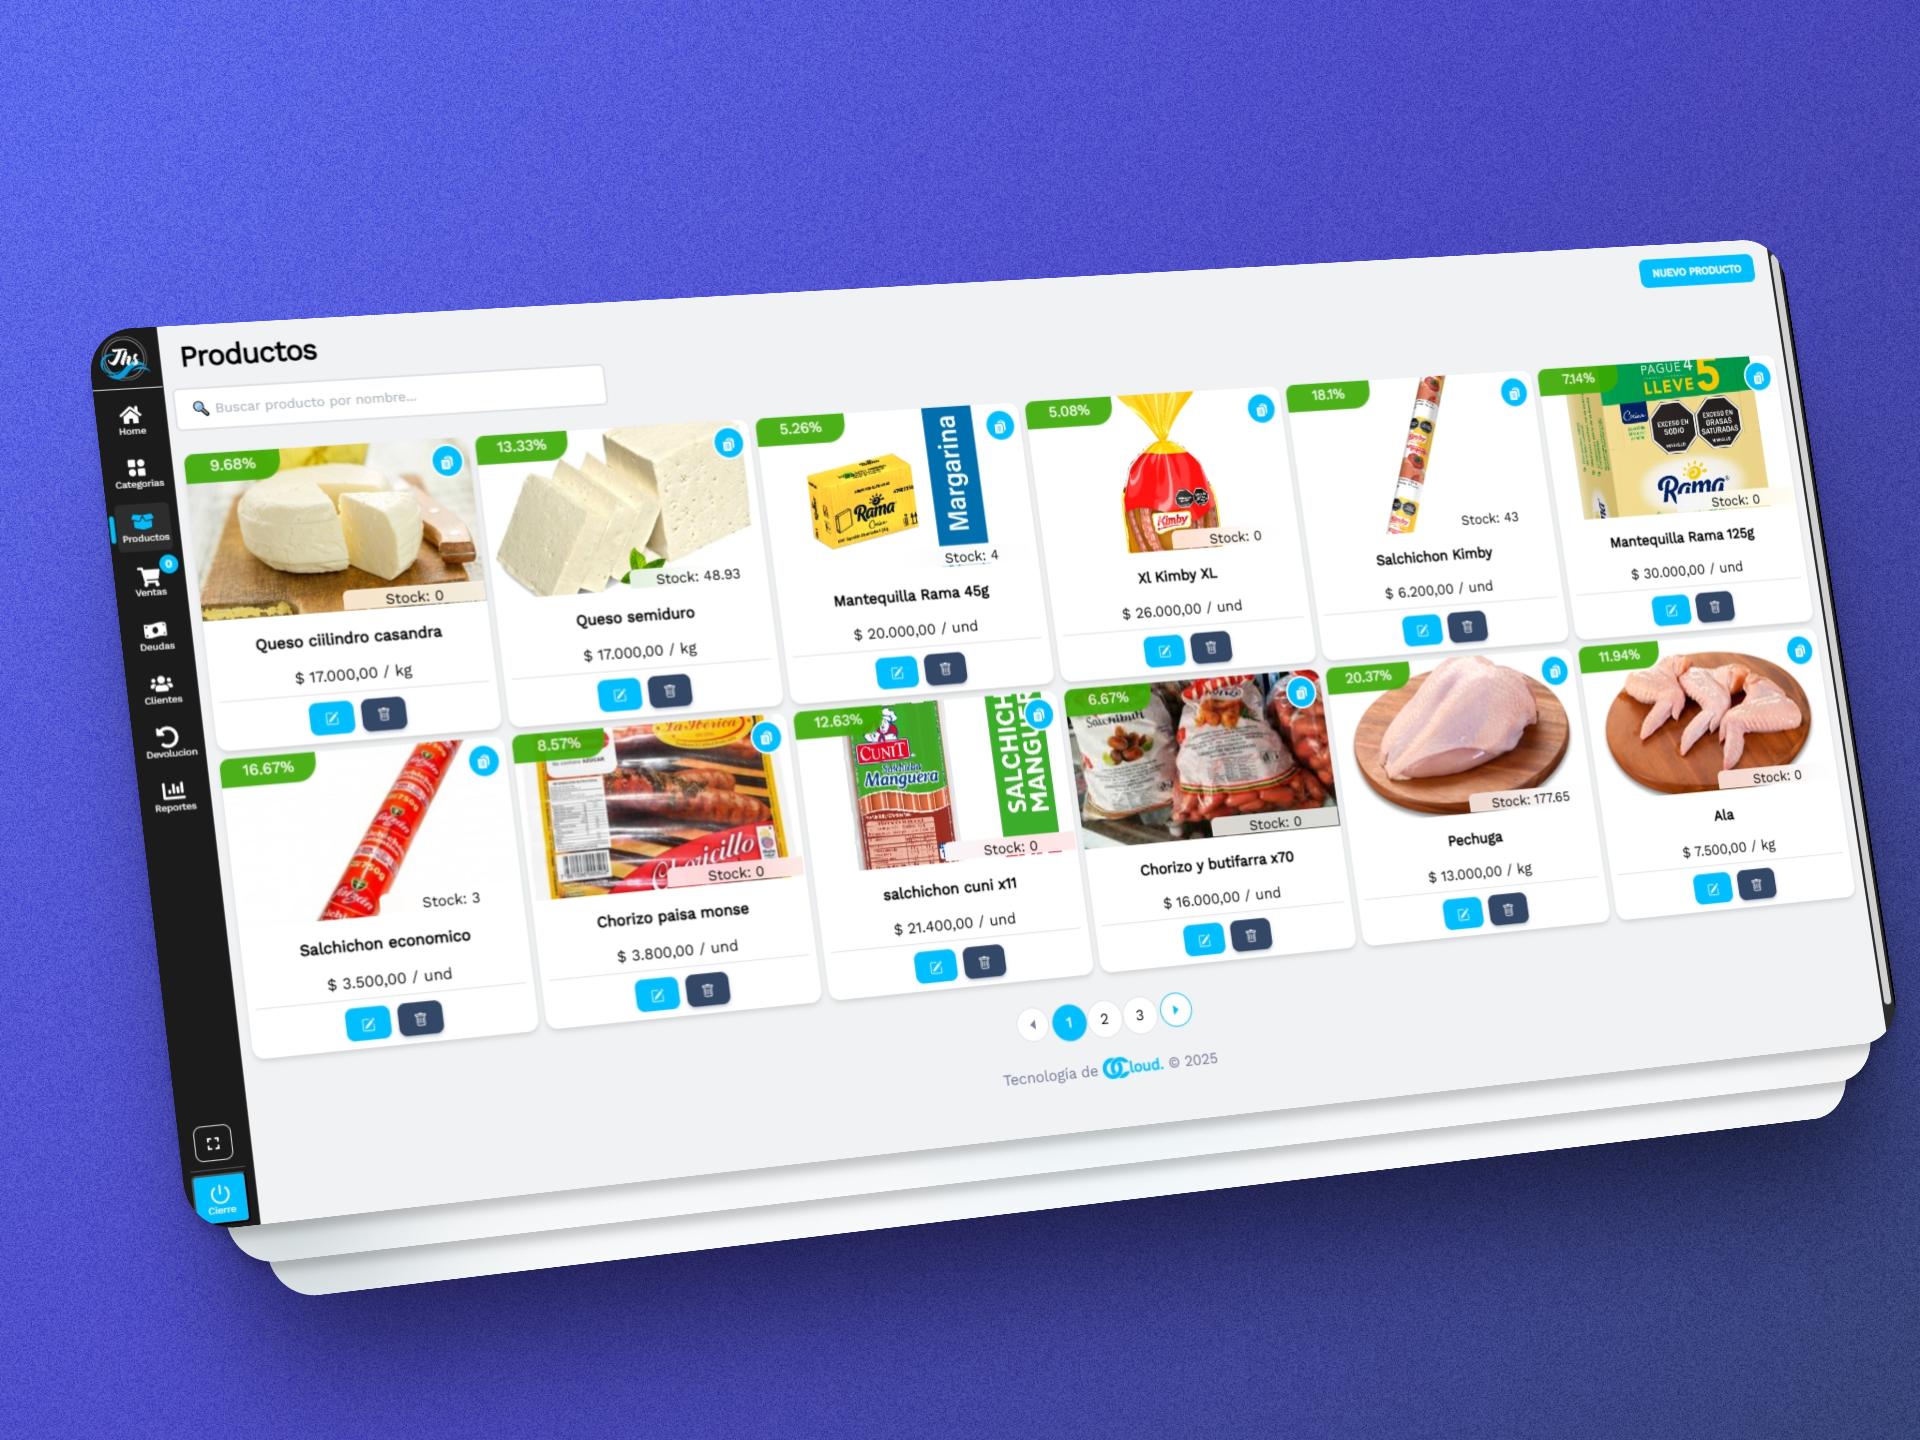 Jhs
Productos
NUEVO PRODUCTO
Buscar producto por nombre...
Home
Categorias
Productos
0
Ventas
Deudas
Clientes
Devolucion
Reportes
Cierre
9.68%
Stock: 0
Queso ciilindro casandra
$ 17.000,00 / kg
13.33%
Stock: 48.93
Queso semiduro
$ 17.000,00 / kg
5.26%
Rama
Margarina
Stock: 4
Mantequilla Rama 45g
$ 20.000,00 / und
5.08%
Kimby
Stock: 0
Xl Kimby XL
$ 26.000,00 / und
18.1%
Stock: 43
Salchichon Kimby
$ 6.200,00 / und
7.14%
PAGUE 4
LLEVE 5
EXCESO EN
SODIO
EXCESO EN
GRASAS
SATURADAS
Rama
Stock: 0
Mantequilla Rama 125g
$ 30.000,00 / und
16.67%
750g
Stock: 3
Salchichon economico
$ 3.500,00 / und
8.57%
La Iberica
Choricillo
Stock: 0
Chorizo paisa monse
$ 3.800,00 / und
12.63%
CUNIT
Salchichón
Manguera
SALCHICH
MANGUER
Stock: 0
salchichon cuni x11
$ 21.400,00 / und
6.67%
Stock: 0
Chorizo y butifarra x70
$ 16.000,00 / und
20.37%
Stock: 177.65
Pechuga
$ 13.000,00 / kg
11.94%
Stock: 0
Ala
$ 7.500,00 / kg
1 2 3
Tecnología de OCloud. © 2025